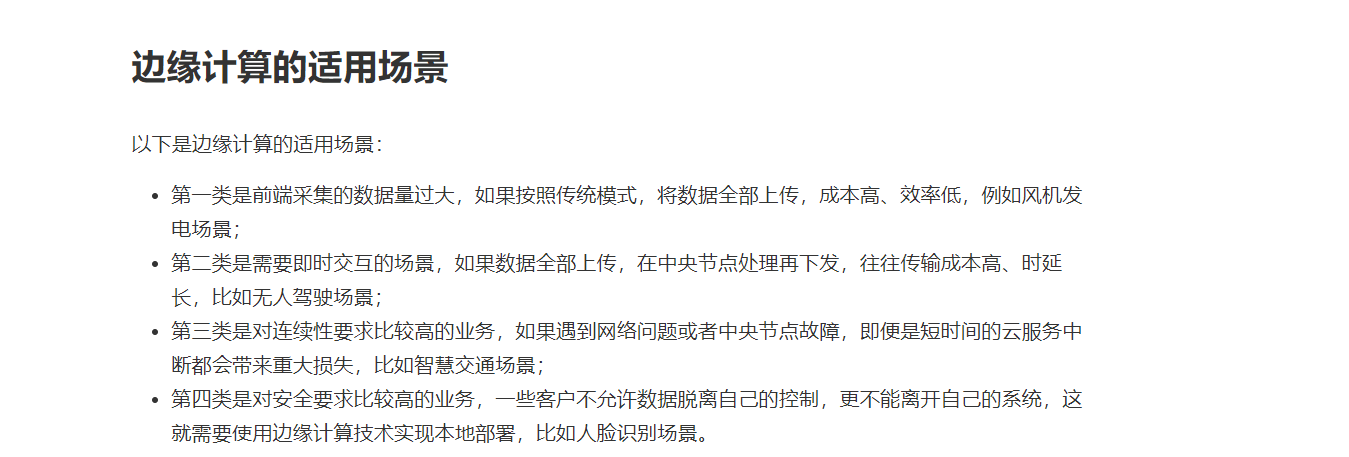 边缘计算的适用场景
以下是边缘计算的适用场景：
• 第一类是前端采集的数据量过大，如果按照传统模式，将数据全部上传，成本高、效率低，例如风机发
电场景；
• 第二类是需要即时交互的场景，如果数据全部上传，在中央节点处理再下发，往往传输成本高、时延
长，比如无人驾驶场景；
• 第三类是对连续性要求比较高的业务，如果遇到网络问题或者中央节点故障，即便是短时间的云服务中
断都会带来重大损失，比如智慧交通场景；
• 第四类是对安全要求比较高的业务，一些客户不允许数据脱离自己的控制，更不能离开自己的系统，这
就需要使用边缘计算技术实现本地部署，比如人脸识别场景。